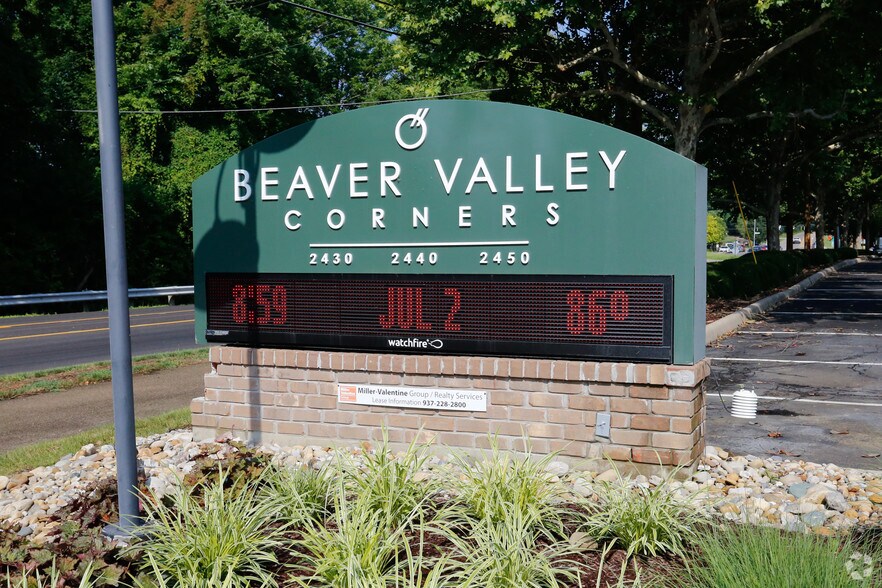 BEAVER VALLEY
CORNERS
2430 2440 2450
8:59 JUL 2 86°
watchfire
Miller-Valentine Group / Realty Services
Lease Information 937-228-2800